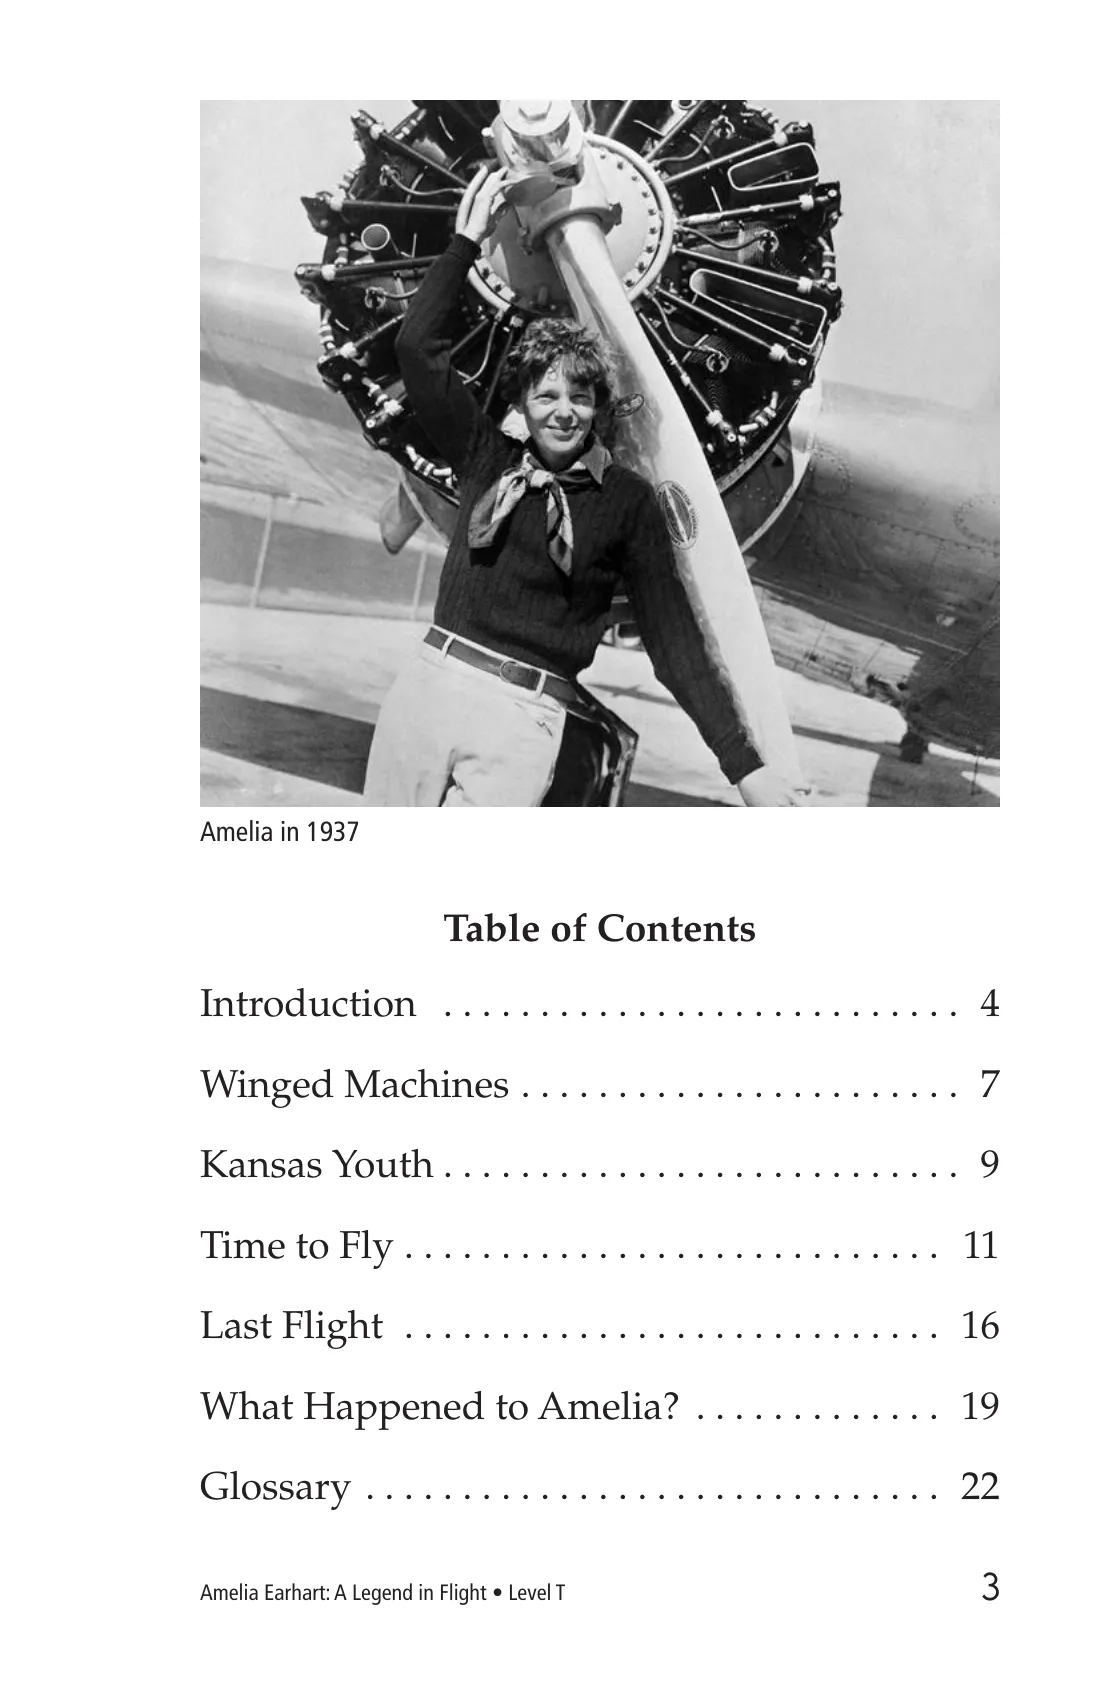 Amelia in 1937
Table of Contents
Introduction . . . . . . . . . . . . . . . . . . . . . . . . . . . 4
Winged Machines . . . . . . . . . . . . . . . . . . . . . . . 7
Kansas Youth . . . . . . . . . . . . . . . . . . . . . . . . . . . 9
Time to Fly . . . . . . . . . . . . . . . . . . . . . . . . . . . . 11
Last Flight . . . . . . . . . . . . . . . . . . . . . . . . . . . . 16
What Happened to Amelia? . . . . . . . . . . . . . 19
Glossary . . . . . . . . . . . . . . . . . . . . . . . . . . . . . . 22
Amelia Earhart: A Legend in Flight • Level T 3